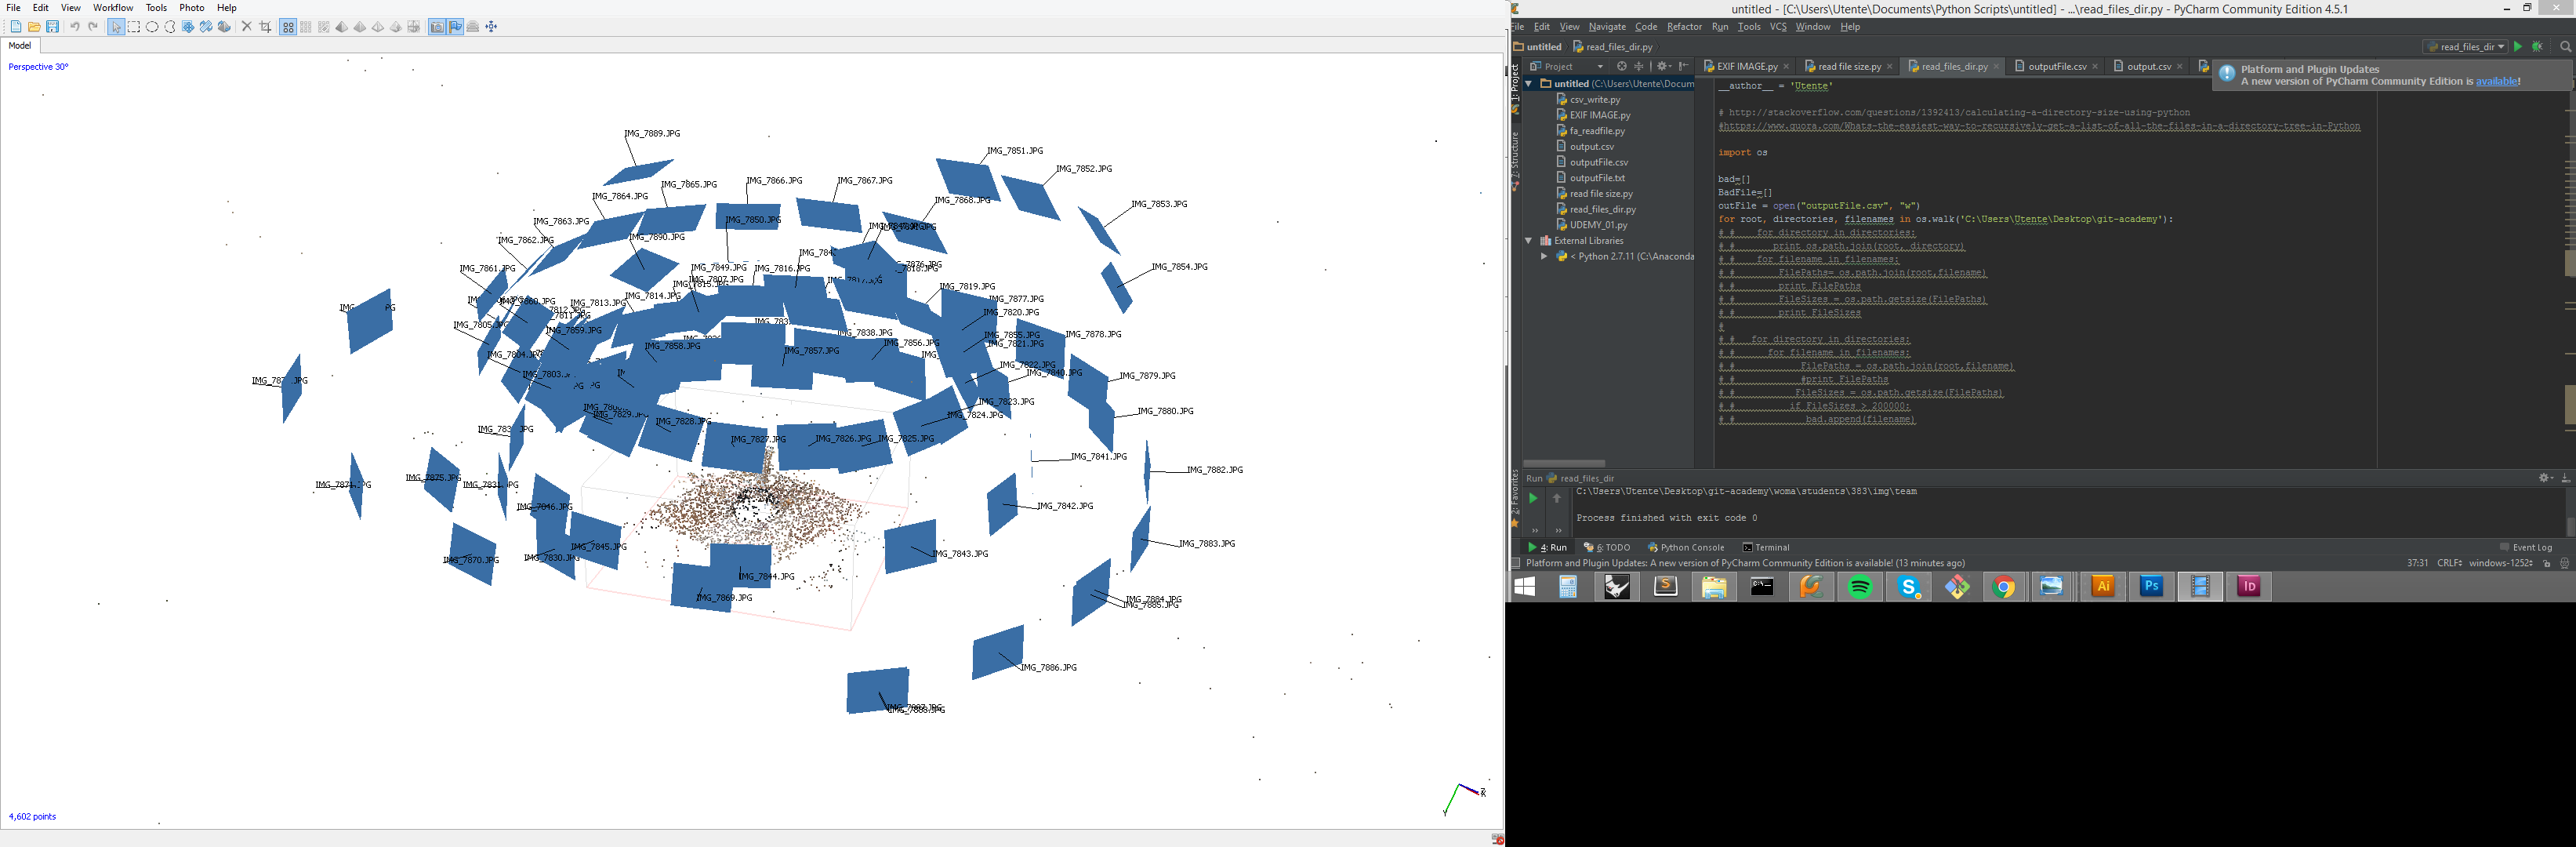 File Edit View Workflow Tools Photo Help
Model
Perspective 30°
IMG_7889.JPG
IMG_7851.JPG
IMG_7852.JPG
IMG_7865.JPG
IMG_7866.JPG
IMG_7867.JPG
IMG_7864.JPG
IMG_7868.JPG
IMG_7853.JPG
IMG_7863.JPG
IMG_7850.JPG
IMG_7862.JPG
IMG_7890.JPG
IMG_7861.JPG
IMG_7849.JPG
IMG_7816.JPG
IMG_7854.JPG
IMG_7819.JPG
IMG_7814.JPG
IMG_7813.JPG
IMG_7877.JPG
IMG_7820.JPG
IMG_7859.JPG
IMG_7838.JPG
IMG_7878.JPG
IMG_7858.JPG
IMG_7857.JPG
IMG_7856.JPG
IMG_7855.JPG
IMG_7821.JPG
IMG_7822.JPG
IMG_7840.JPG
IMG_7879.JPG
IMG_7803.JPG
IMG_7823.JPG
IMG_7824.JPG
IMG_7880.JPG
IMG_7829.JPG
IMG_7828.JPG
IMG_7827.JPG
IMG_7826.JPG
IMG_7825.JPG
IMG_7841.JPG
IMG_7882.JPG
IMG_7875.JPG
IMG_7846.JPG
IMG_7842.JPG
IMG_7883.JPG
IMG_7870.JPG
IMG_7830.JPG
IMG_7845.JPG
IMG_7843.JPG
IMG_7844.JPG
IMG_7869.JPG
IMG_7884.JPG
IMG_7885.JPG
IMG_7886.JPG
4,602 points
Y
untitled - [C:\Users\Utente\Documents\Python Scripts\untitled] - ...\read_files_dir.py - PyCharm Community Edition 4.5.1
File Edit View Navigate Code Refactor Run Tools VCS Window Help
untitled read_files_dir.py
read_files_dir
1: Project
Project
EXIF IMAGE.py read file size.py read_files_dir.py outputFile.csv output.csv
Platform and Plugin Updates
A new version of PyCharm Community Edition is available!
untitled (C:\Users\Utente\Docum
csv_write.py
EXIF IMAGE.py
fa_readfile.py
output.csv
outputFile.csv
outputFile.txt
read file size.py
read_files_dir.py
UDEMY_01.py
External Libraries
< Python 2.7.11 (C:\Anaconda
Structure
Favorites
__author__ = 'Utente'
# http://stackoverflow.com/questions/1392413/calculating-a-directory-size-using-python
#https://www.quora.com/Whats-the-easiest-way-to-recursively-get-a-list-of-all-the-files-in-a-directory-tree-in-Python
import os
bad=[]
BadFile=[]
outFile = open("outputFile.csv", "w")
for root, directories, filenames in os.walk('C:\Users\Utente\Desktop\git-academy'):
# # for directory in directories:
# # print os.path.join(root, directory)
# # for filename in filenames:
# # FilePaths= os.path.join(root,filename)
# # print FilePaths
# # FileSizes = os.path.getsize(FilePaths)
# # print FileSizes
#
# # for directory in directories:
# # for filename in filenames:
# # FilePaths = os.path.join(root,filename)
# # #print FilePaths
# # FileSizes = os.path.getsize(FilePaths)
# # if FileSizes > 200000:
# # bad.append(filename)
Run read_files_dir
C:\Users\Utente\Desktop\git-academy\woma\students\383\img\team
Process finished with exit code 0
4: Run 6: TODO Python Console Terminal Event Log
Platform and Plugin Updates: A new version of PyCharm Community Edition is available! (13 minutes ago) 37:31 CRLF windows-1252
Ai Ps Id